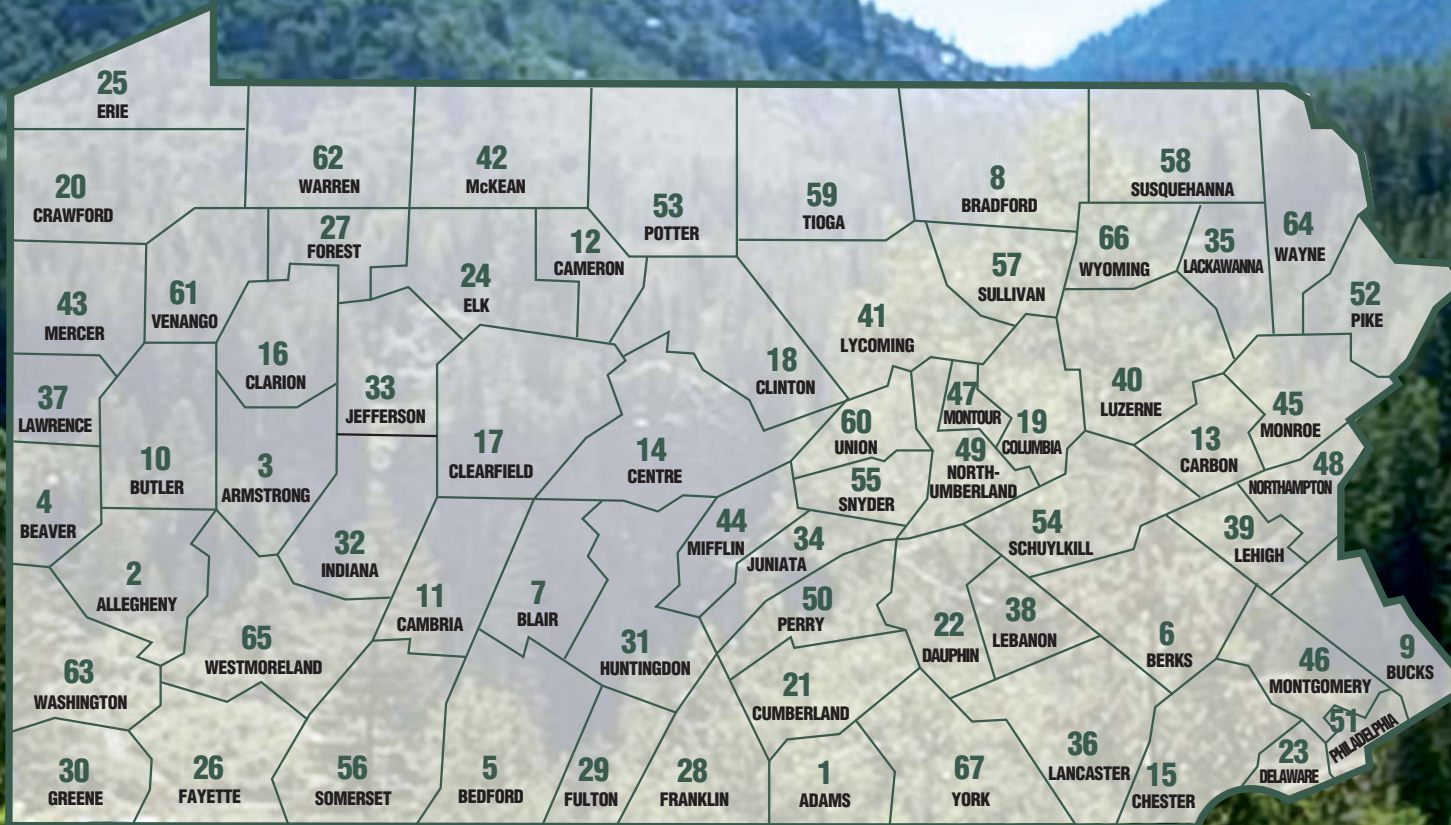 25
ERIE
62
WARREN
42
McKEAN
58
SUSQUEHANNA
20
CRAWFORD
53
POTTER
59
TIOGA
8
BRADFORD
27
FOREST
12
CAMERON
66
WYOMING
35
LACKAWANNA
64
WAYNE
57
SULLIVAN
24
ELK
61
VENANGO
43
MERCER
52
PIKE
41
LYCOMING
16
CLARION
18
CLINTON
33
JEFFERSON
37
LAWRENCE
47
MONTOUR
40
LUZERNE
45
MONROE
60
UNION
19
COLUMBIA
17
CLEARFIELD
14
CENTRE
10
BUTLER
3
ARMSTRONG
49
NORTH-
UMBERLAND
13
CARBON
48
NORTHAMPTON
55
SNYDER
4
BEAVER
32
INDIANA
44
MIFFLIN
34
JUNIATA
54
SCHUYLKILL
39
LEHIGH
2
ALLEGHENY
11
CAMBRIA
7
BLAIR
50
PERRY
22
DAUPHIN
38
LEBANON
6
BERKS
65
WESTMORELAND
31
HUNTINGDON
9
BUCKS
63
WASHINGTON
21
CUMBERLAND
46
MONTGOMERY
51
PHILADELPHIA
30
GREENE
26
FAYETTE
56
SOMERSET
5
BEDFORD
29
FULTON
28
FRANKLIN
1
ADAMS
67
YORK
36
LANCASTER
15
CHESTER
23
DELAWARE